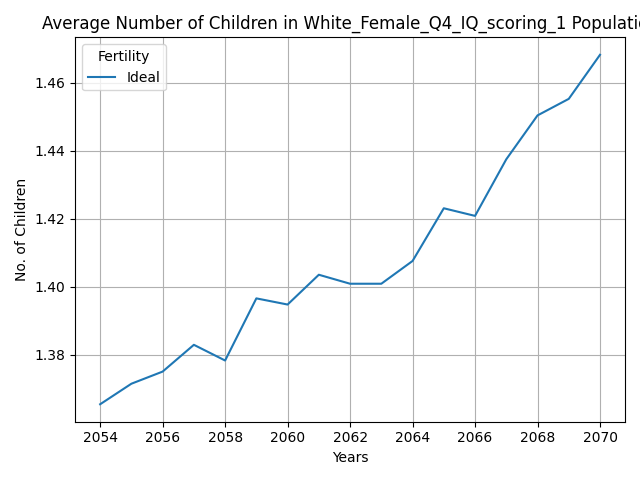 Average Number of Children in White_Female_Q4_IQ_scoring_1 Populatio
Fertility
Ideal
1.46
1.44
1.42
1.40
1.38
No. of Children
2054 2056 2058 2060 2062 2064 2066 2068 2070
Years